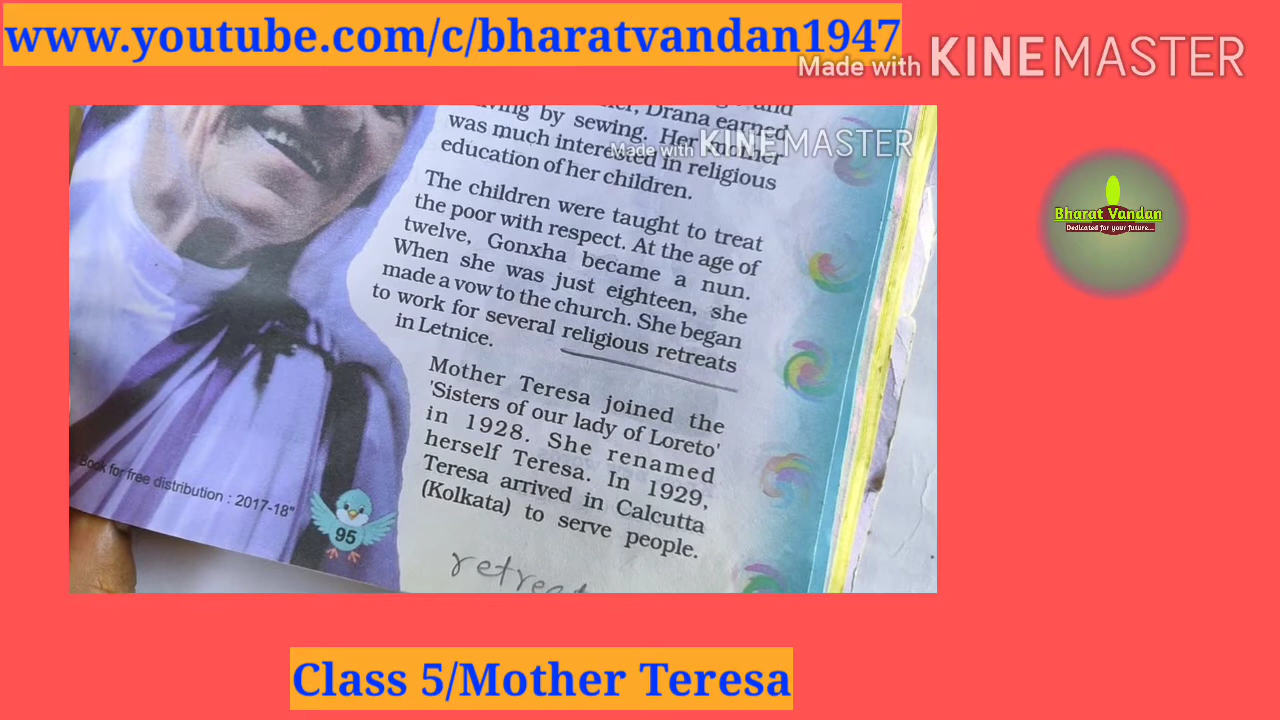 www.youtube.com/c/bharatvandan1947
Made with KINEMASTER
and
Drana earned
by sewing. Her mother
was much interested in religious
education of her children.
Made with KINEMASTER
The children were taught to treat
the poor with respect. At the age of
twelve, Gonxha became a nun.
When she was just eighteen, she
made a vow to the church. She began
to work for several religious retreats
in Letnice.
Mother Teresa joined the
'Sisters of our lady of Loreto'
in 1928. She renamed
herself Teresa. In 1929,
Teresa arrived in Calcutta
(Kolkata) to serve people.
Book for free distribution : 2017-18"
95
Bharat Vandan
Dedicated for your future...
Class 5/Mother Teresa